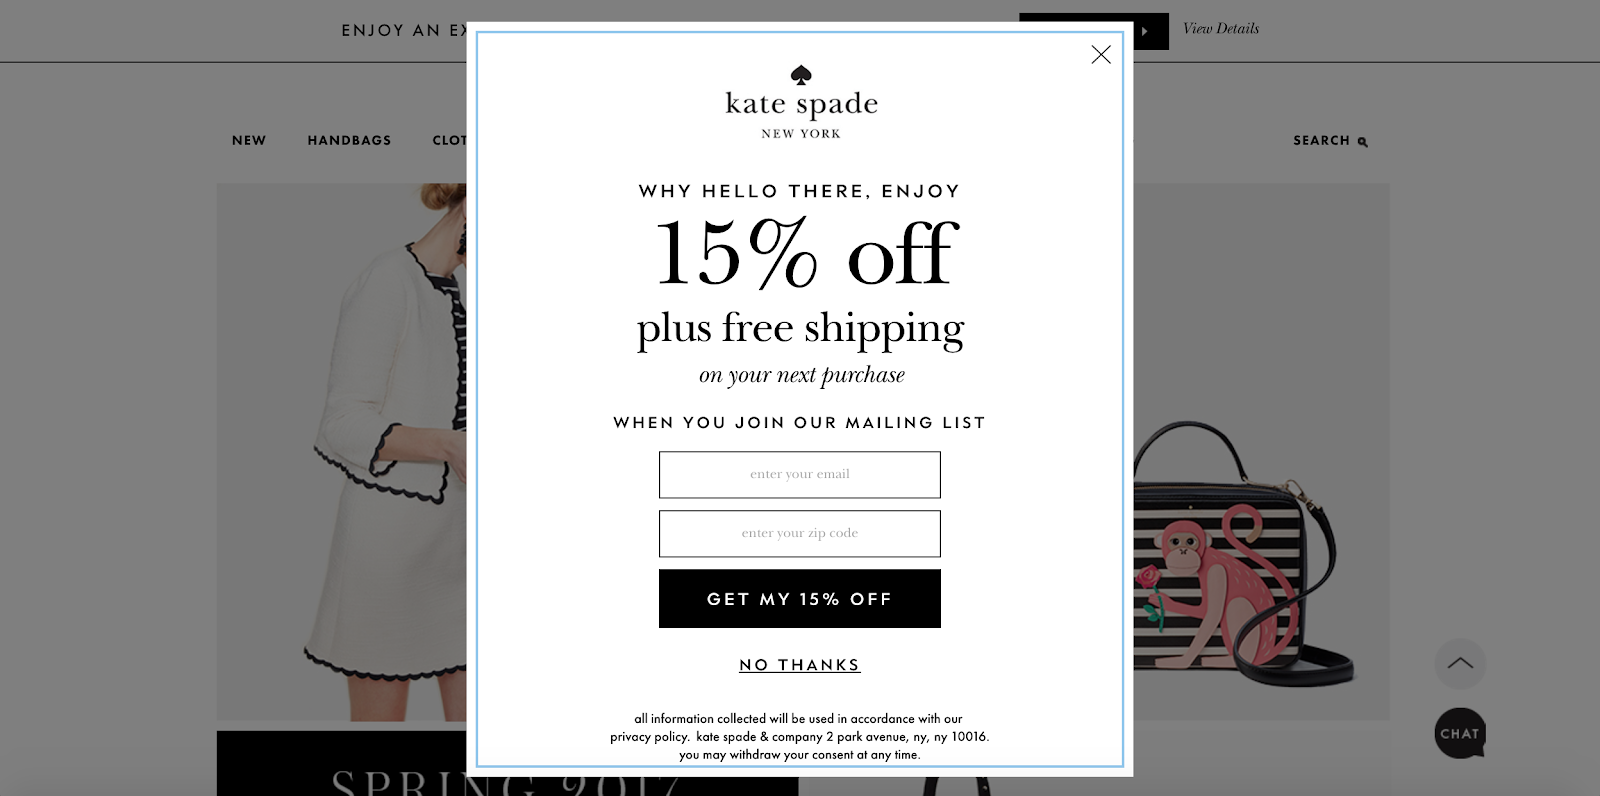 ENJOY AN
View Details
NEW
HANDBAGS
SEARCH
kate spade
NEW YORK
WHY HELLO THERE, ENJOY
15% off
plus free shipping
on your next purchase
WHEN YOU JOIN OUR MAILING LIST
enter your email
enter your zip code
GET MY 15% OFF
NO THANKS
all information collected will be used in accordance with our
privacy policy. kate spade & company 2 park avenue, ny, ny 10016.
you may withdraw your consent at any time.
CHAT
SPRING 2017